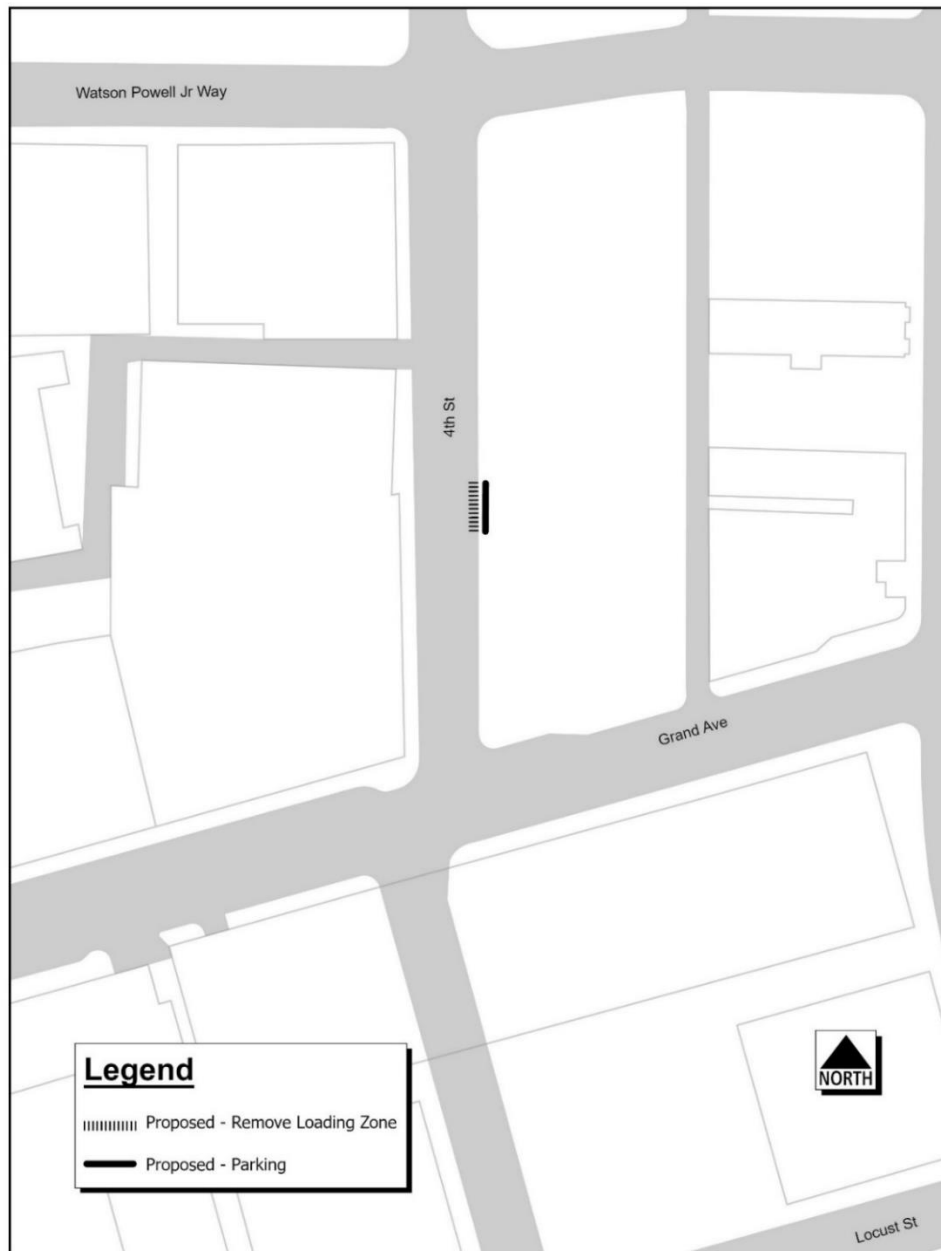 Watson Powell Jr Way
4th St
Grand Ave
Legend
Proposed - Remove Loading Zone
Proposed - Parking
NORTH
Locust St